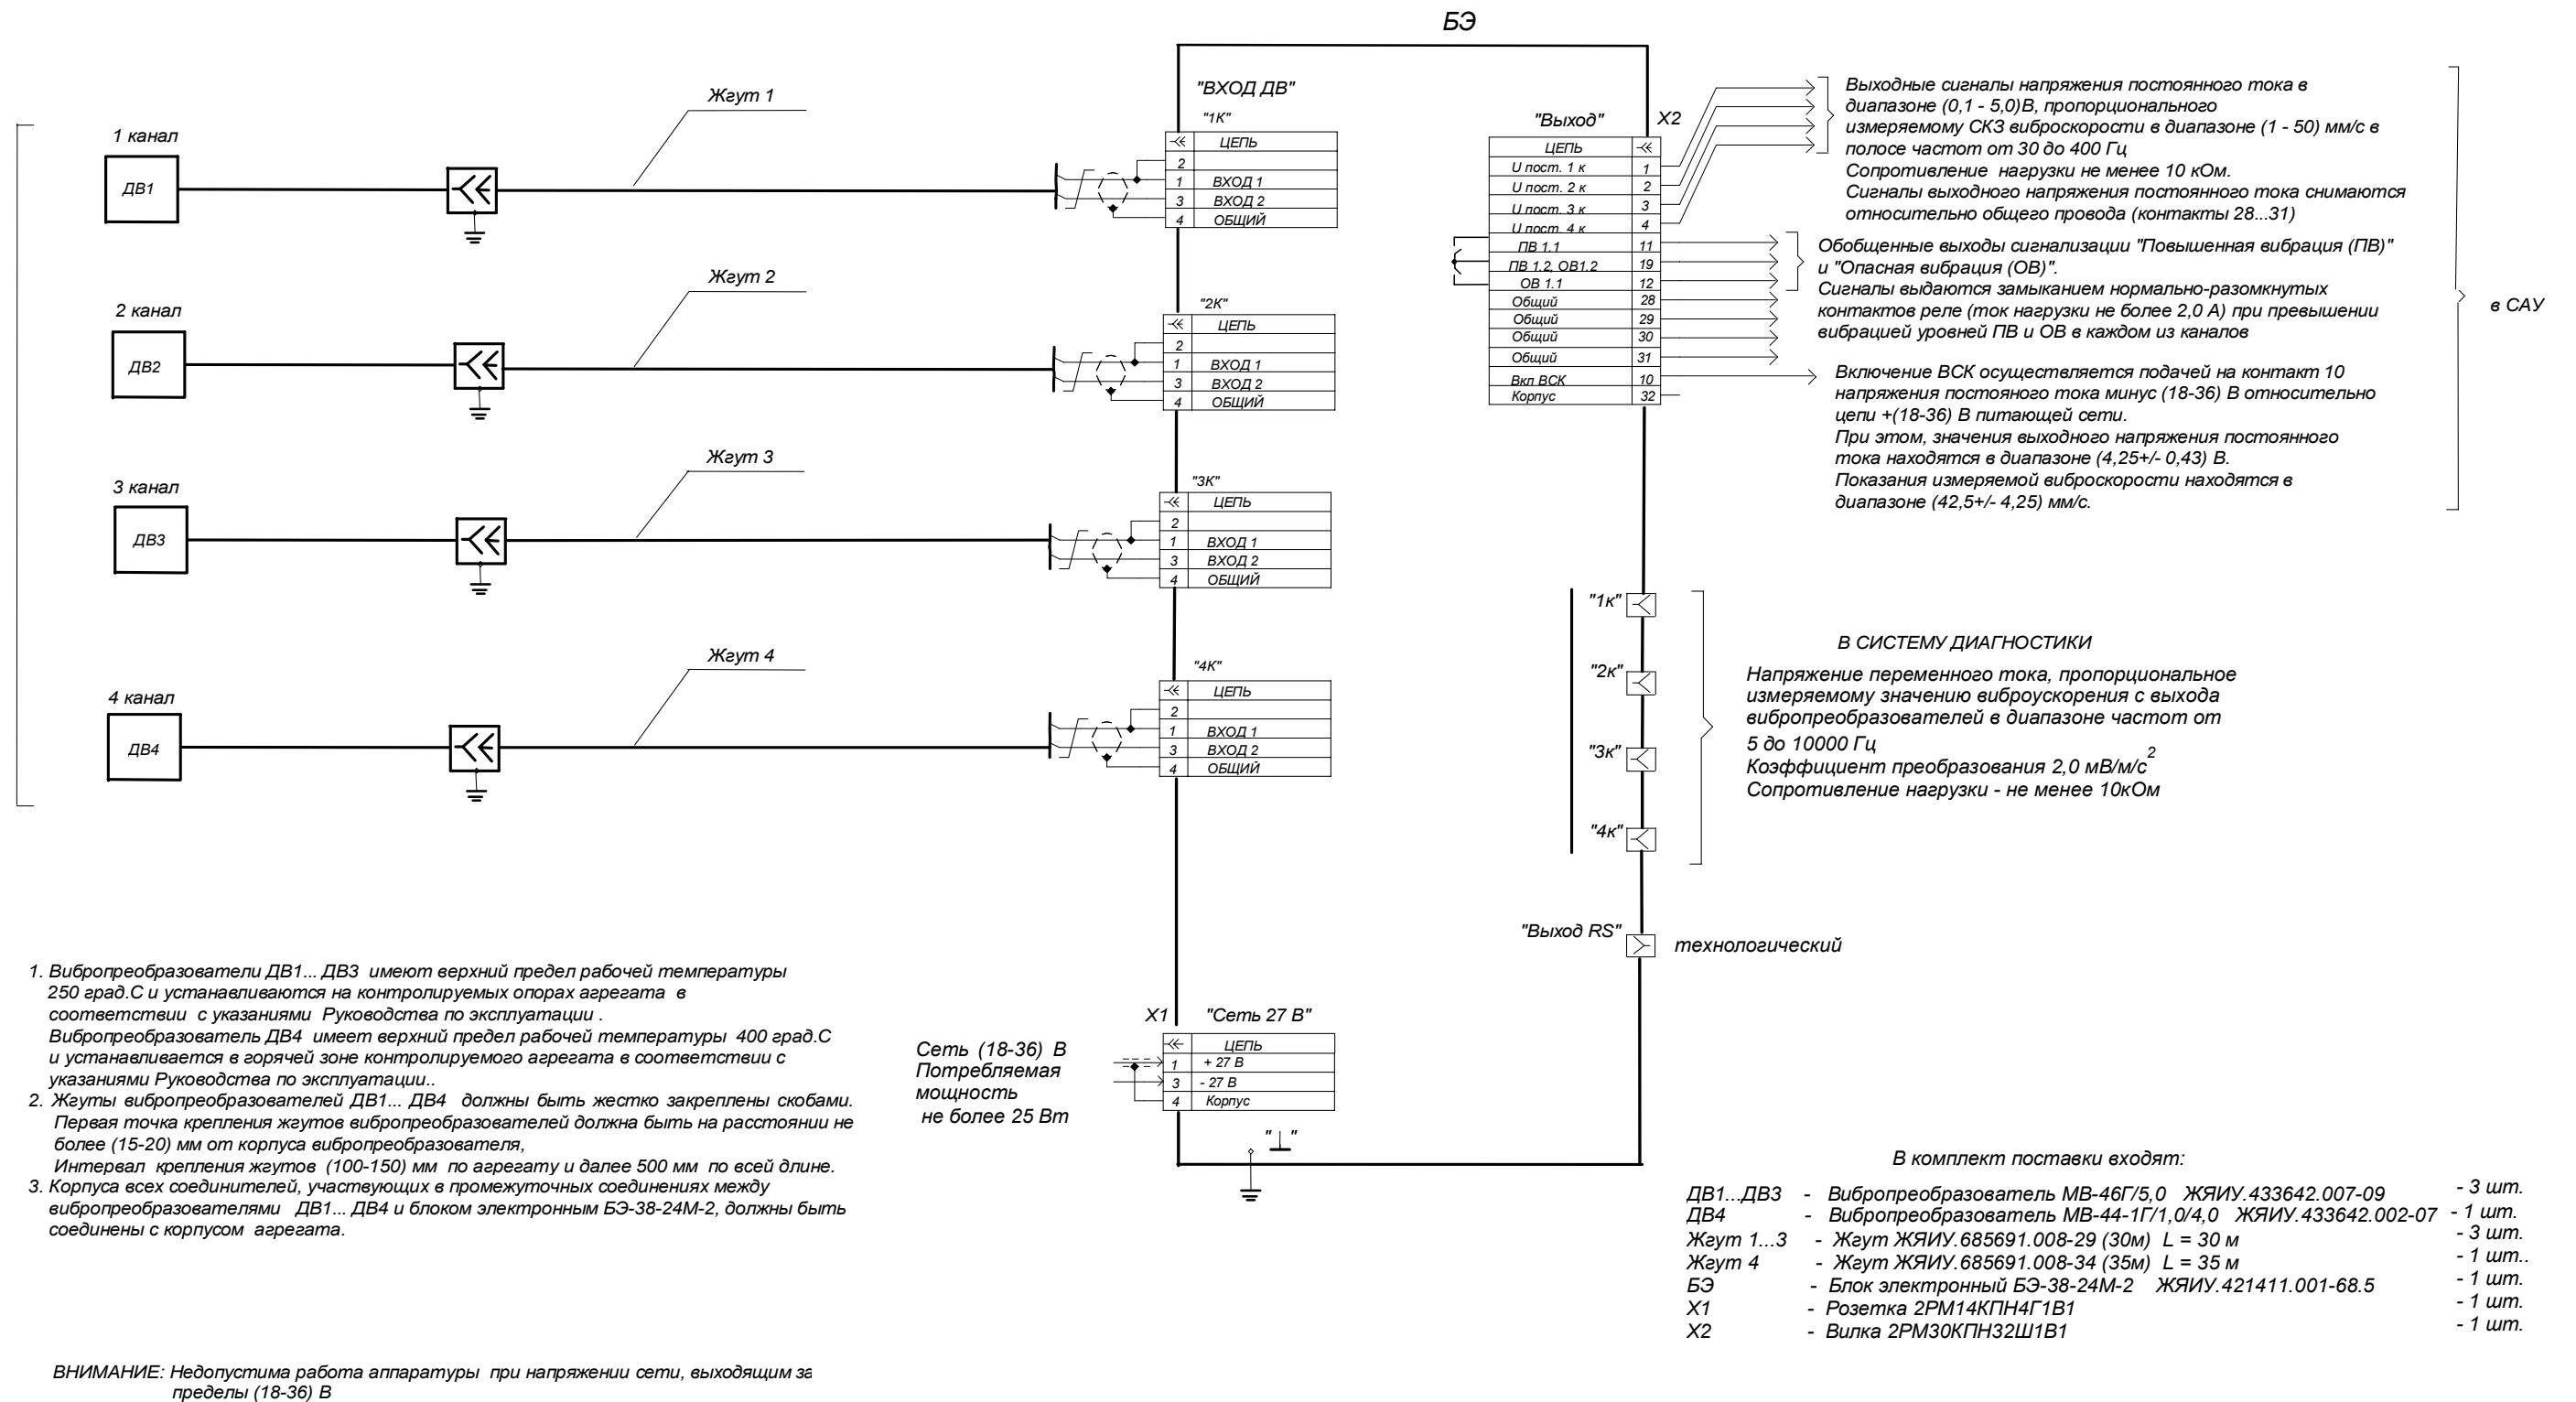 БЭ
Жгут 1
1 канал
ДВ1
Жгут 2
2 канал
ДВ2
Жгут 3
3 канал
ДВ3
Жгут 4
4 канал
ДВ4
"ВХОД ДВ"
"1К"
ЦЕПЬ
2
1 ВХОД 1
3 ВХОД 2
4 ОБЩИЙ
"2К"
ЦЕПЬ
2
1 ВХОД 1
3 ВХОД 2
4 ОБЩИЙ
"3К"
ЦЕПЬ
2
1 ВХОД 1
3 ВХОД 2
4 ОБЩИЙ
"4К"
ЦЕПЬ
2
1 ВХОД 1
3 ВХОД 2
4 ОБЩИЙ
"Выход" Х2
ЦЕПЬ
U пост. 1 к 1
U пост. 2 к 2
U пост. 3 к 3
U пост. 4 к 4
ПВ 1.1 11
ПВ 1.2, ОВ1.2 19
ОВ 1.1 12
Общий 28
Общий 29
Общий 30
Общий 31
Вкл ВСК 10
Корпус 32
Выходные сигналы напряжения постоянного тока в
диапазоне (0,1 - 5,0)В, пропорционального
измеряемому СКЗ виброскорости в диапазоне (1 - 50) мм/с в
полосе частот от 30 до 400 Гц
Сопротивление нагрузки не менее 10 кОм.
Сигналы выходного напряжения постоянного тока снимаются
относительно общего провода (контакты 28...31)
Обобщенные выходы сигнализации "Повышенная вибрация (ПВ)"
и "Опасная вибрация (ОВ)".
Сигналы выдаются замыканием нормально-разомкнутых
контактов реле (ток нагрузки не более 2,0 А) при превышении
вибрацией уровней ПВ и ОВ в каждом из каналов
Включение ВСК осуществляется подачей на контакт 10
напряжения постояного тока минус (18-36) В относительно
цепи +(18-36) В питающей сети.
При этом, значения выходного напряжения постоянного
тока находятся в диапазоне (4,25+/- 0,43) В.
Показания измеряемой виброскорости находятся в
диапазоне (42,5+/- 4,25) мм/с.
в САУ
"1к"
"2к"
"3к"
"4к"
В СИСТЕМУ ДИАГНОСТИКИ
Напряжение переменного тока, пропорциональное
измеряемому значению виброускорения с выхода
вибропреобразователей в диапазоне частот от
5 до 10000 Гц
Коэффициент преобразования 2,0 мВ/м/с2
Сопротивление нагрузки - не менее 10кОм
"Выход RS" технологический
1. Вибропреобразователи ДВ1... ДВ3 имеют верхний предел рабочей температуры
250 град.С и устанавливаются на контролируемых опорах агрегата в
соответствии с указаниями Руководства по эксплуатации .
Вибропреобразователь ДВ4 имеет верхний предел рабочей температуры 400 град.С
и устанавливается в горячей зоне контролируемого агрегата в соответствии с
указаниями Руководства по эксплуатации..
2. Жгуты вибропреобразователей ДВ1... ДВ4 должны быть жестко закреплены скобами.
Первая точка крепления жгутов вибропреобразователей должна быть на расстоянии не
более (15-20) мм от корпуса вибропреобразователя,
Интервал крепления жгутов (100-150) мм по агрегату и далее 500 мм по всей длине.
3. Корпуса всех соединителей, участвующих в промежуточных соединениях между
вибропреобразователями ДВ1... ДВ4 и блоком электронным БЭ-38-24М-2, должны быть
соединены с корпусом агрегата.
Х1 "Сеть 27 В"
Сеть (18-36) В
Потребляемая
мощность
не более 25 Вт
ЦЕПЬ
1 + 27 В
3 - 27 В
4 Корпус
" "
В комплект поставки входят:
ДВ1...ДВ3 - Вибропреобразователь МВ-46Г/5,0 ЖЯИУ.433642.007-09 - 3 шт.
ДВ4 - Вибропреобразователь МВ-44-1Г/1,0/4,0 ЖЯИУ.433642.002-07 - 1 шт.
Жгут 1...3 - Жгут ЖЯИУ.685691.008-29 (30м) L = 30 м - 3 шт.
Жгут 4 - Жгут ЖЯИУ.685691.008-34 (35м) L = 35 м - 1 шт..
БЭ - Блок электронный БЭ-38-24М-2 ЖЯИУ.421411.001-68.5 - 1 шт.
Х1 - Розетка 2РМ14КПН4Г1В1 - 1 шт.
Х2 - Вилка 2РМ30КПН32Ш1В1 - 1 шт.
ВНИМАНИЕ: Недопустима работа аппаратуры при напряжении сети, выходящим за
пределы (18-36) В